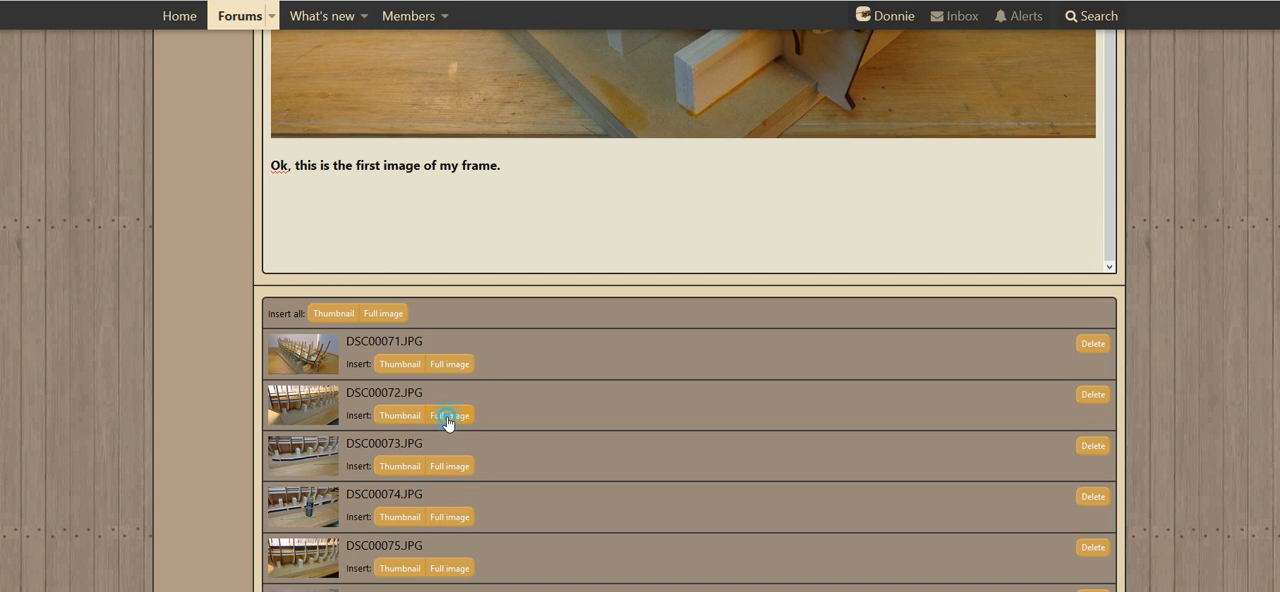 Home Forums What's new Members Donnie Inbox Alerts Search
Ok, this is the first image of my frame.
Insert all: Thumbnail Full image
DSC00071.JPG Delete
Insert: Thumbnail Full image
DSC00072.JPG Delete
Insert: Thumbnail Full image
DSC00073.JPG Delete
Insert: Thumbnail Full image
DSC00074.JPG Delete
Insert: Thumbnail Full image
DSC00075.JPG Delete
Insert: Thumbnail Full image